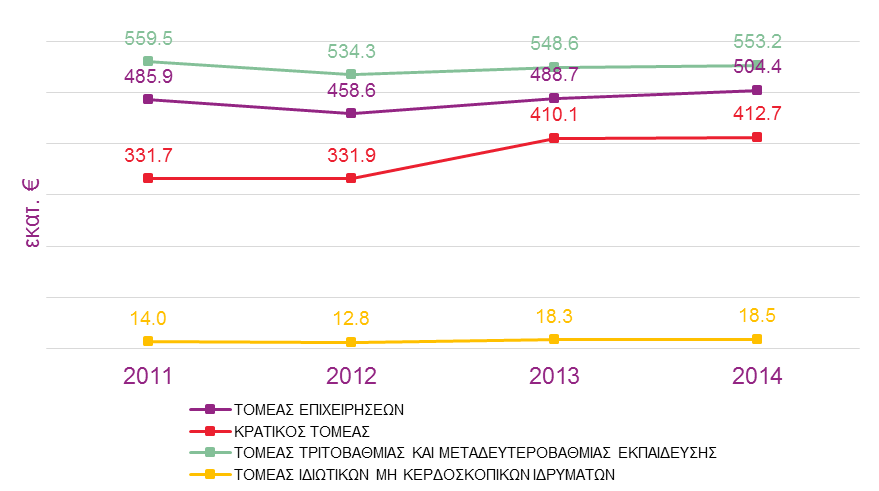 559.5 534.3 548.6 553.2
485.9 458.6 488.7 504.4
331.7 331.9 410.1 412.7
εκατ. €
14.0 12.8 18.3 18.5
2011 2012 2013 2014
ΤΟΜΕΑΣ ΕΠΙΧΕΙΡΗΣΕΩΝ
ΚΡΑΤΙΚΟΣ ΤΟΜΕΑΣ
ΤΟΜΕΑΣ ΤΡΙΤΟΒΑΘΜΙΑΣ ΚΑΙ ΜΕΤΑΔΕΥΤΕΡΟΒΑΘΜΙΑΣ ΕΚΠΑΙΔΕΥΣΗΣ
ΤΟΜΕΑΣ ΙΔΙΩΤΙΚΩΝ ΜΗ ΚΕΡΔΟΣΚΟΠΙΚΩΝ ΙΔΡΥΜΑΤΩΝ